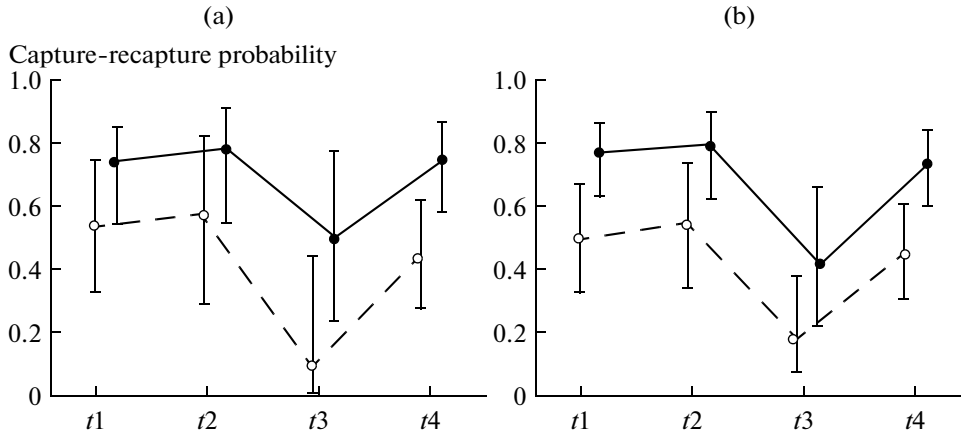 (a) (b)
Capture-recapture probability
1.0 1.0
0.8 0.8
0.6 0.6
0.4 0.4
0.2 0.2
0 0
t1 t2 t3 t4 t1 t2 t3 t4